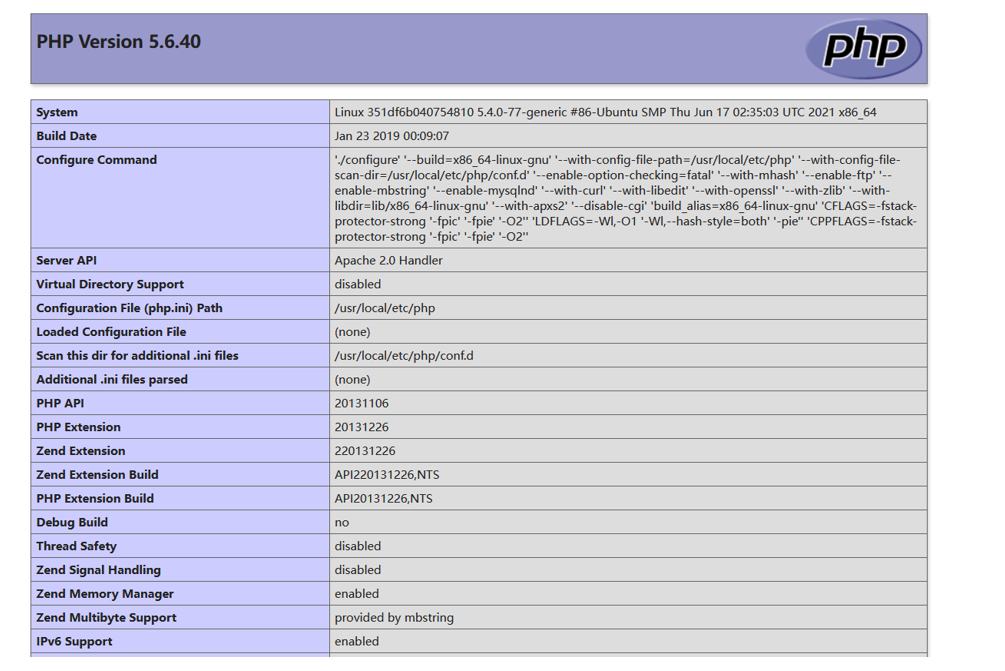 PHP Version 5.6.40
php
System Linux 351df6b040754810 5.4.0-77-generic #86-Ubuntu SMP Thu Jun 17 02:35:03 UTC 2021 x86_64
Build Date Jan 23 2019 00:09:07
Configure Command './configure' '--build=x86_64-linux-gnu' '--with-config-file-path=/usr/local/etc/php' '--with-config-file-
scan-dir=/usr/local/etc/php/conf.d' '--enable-option-checking=fatal' '--with-mhash' '--enable-ftp' '--
enable-mbstring' '--enable-mysqlnd' '--with-curl' '--with-libedit' '--with-openssl' '--with-zlib' '--with-
libdir=lib/x86_64-linux-gnu' '--with-apxs2' '--disable-cgi' 'build_alias=x86_64-linux-gnu' 'CFLAGS=-fstack-
protector-strong '-fpic' '-fpie' '-O2'' 'LDFLAGS=-Wl,-O1 '-Wl,--hash-style=both' '-pie'' 'CPPFLAGS=-fstack-
protector-strong '-fpic' '-fpie' '-O2''
Server API Apache 2.0 Handler
Virtual Directory Support disabled
Configuration File (php.ini) Path /usr/local/etc/php
Loaded Configuration File (none)
Scan this dir for additional .ini files /usr/local/etc/php/conf.d
Additional .ini files parsed (none)
PHP API 20131106
PHP Extension 20131226
Zend Extension 220131226
Zend Extension Build API220131226,NTS
PHP Extension Build API20131226,NTS
Debug Build no
Thread Safety disabled
Zend Signal Handling disabled
Zend Memory Manager enabled
Zend Multibyte Support provided by mbstring
IPv6 Support enabled